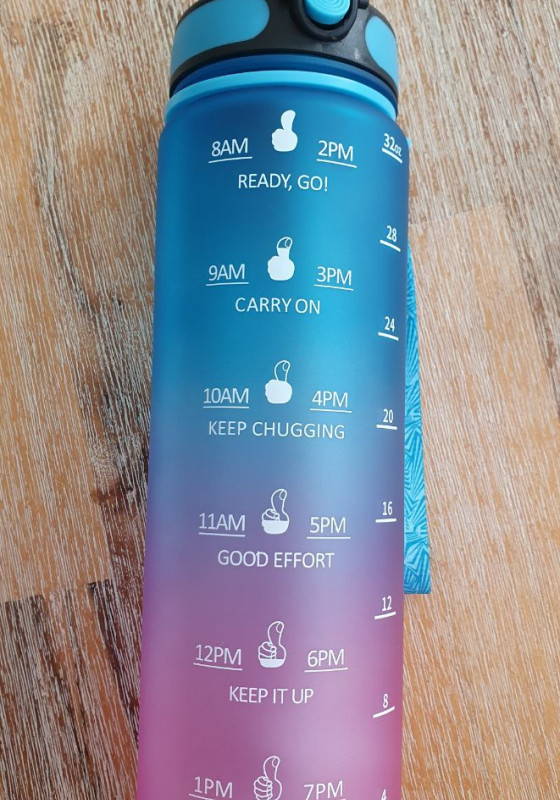 8AM 2PM 32oz
READY, GO!
28
9AM 3PM
CARRY ON
24
10AM 4PM
20
KEEP CHUGGING
16
11AM 5PM
GOOD EFFORT
12
12PM 6PM
KEEP IT UP
8
1PM 7PM 4